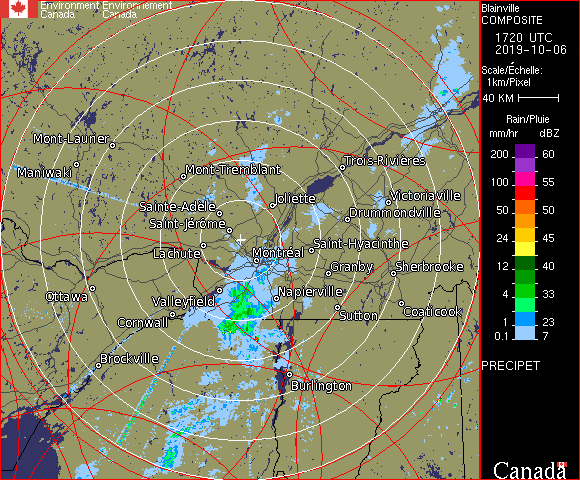 Environment Environnement
Canada Canada
Blainville
COMPOSITE
1720 UTC
2019-10-06
Scale/Échelle:
1km/Pixel
40 KM
Rain/Pluie
mm/hr dBZ
200 60
100 55
50 50
24 45
12 40
4 33
1 23
0.1 7
PRECIPET
Canada
Mont-Laurier
Maniwaki
Mont-Tremblant
Trois-Rivières
Victoriaville
Joliette
Sainte-Adèle
Drummondville
Saint-Jérôme
Lachute
Montréal
Saint-Hyacinthe
Granby
Sherbrooke
Ottawa
Valleyfield
Napierville
Cornwall
Sutton
Coaticook
Brockville
Burlington